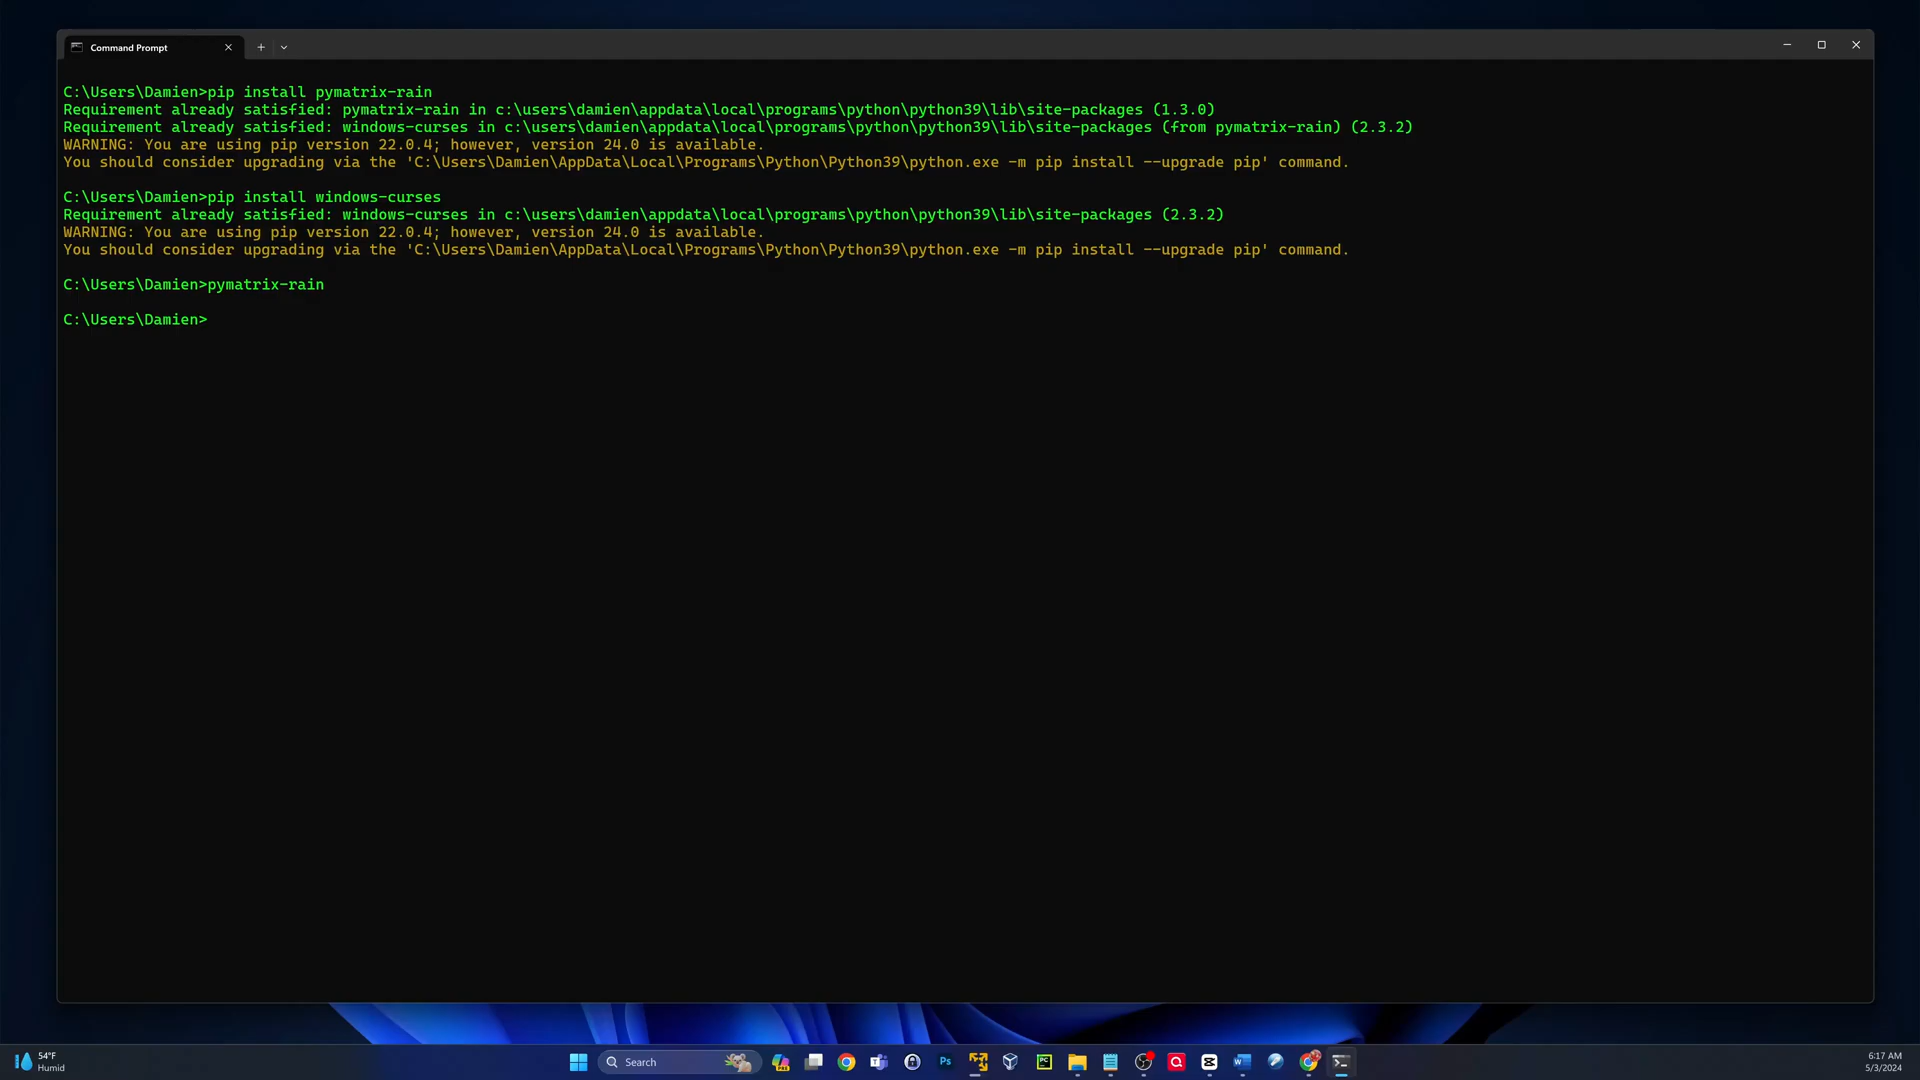 Command Prompt
C:\Users\Damien>pip install pymatrix-rain
Requirement already satisfied: pymatrix-rain in c:\users\damien\appdata\local\programs\python\python39\lib\site-packages (1.3.0)
Requirement already satisfied: windows-curses in c:\users\damien\appdata\local\programs\python\python39\lib\site-packages (from pymatrix-rain) (2.3.2)
WARNING: You are using pip version 22.0.4; however, version 24.0 is available.
You should consider upgrading via the 'C:\Users\Damien\AppData\Local\Programs\Python\Python39\python.exe -m pip install --upgrade pip' command.
C:\Users\Damien>pip install windows-curses
Requirement already satisfied: windows-curses in c:\users\damien\appdata\local\programs\python\python39\lib\site-packages (2.3.2)
WARNING: You are using pip version 22.0.4; however, version 24.0 is available.
You should consider upgrading via the 'C:\Users\Damien\AppData\Local\Programs\Python\Python39\python.exe -m pip install --upgrade pip' command.
C:\Users\Damien>pymatrix-rain
C:\Users\Damien>
54°F
Humid
Search
Ps
PC
6:17 AM
5/3/2024